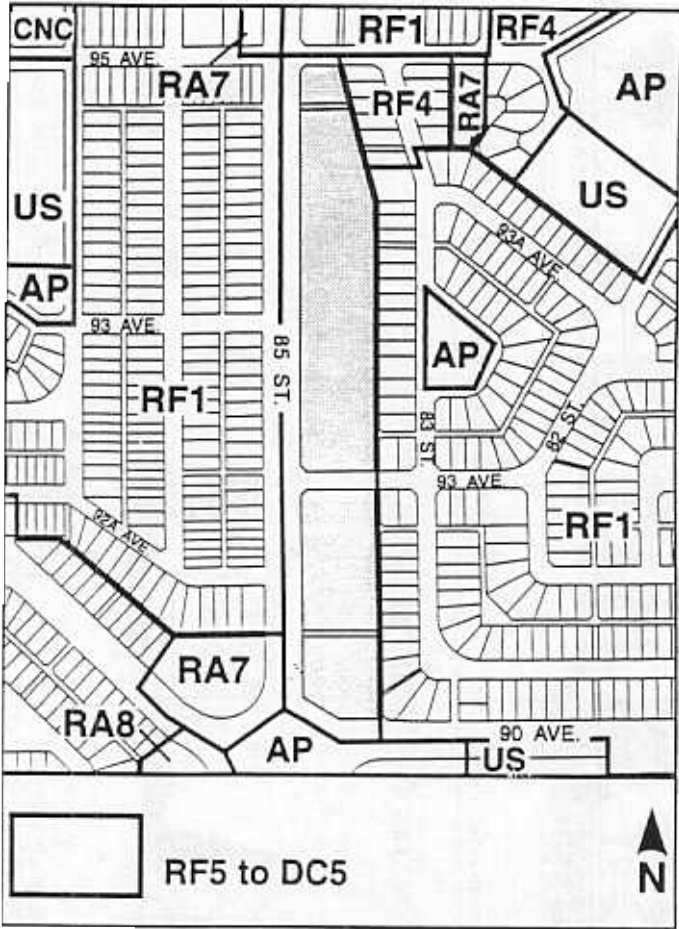 CNC
RF1
RF4
95 AVE.
RA7
RF4
RA7
AP
US
US
93A AVE
AP
93 AVE.
85 ST.
AP
RF1
83 ST.
82 ST.
93 AVE.
92A AVE
RF1
RA7
RA8
AP
90 AVE.
US
RF5 to DC5
N